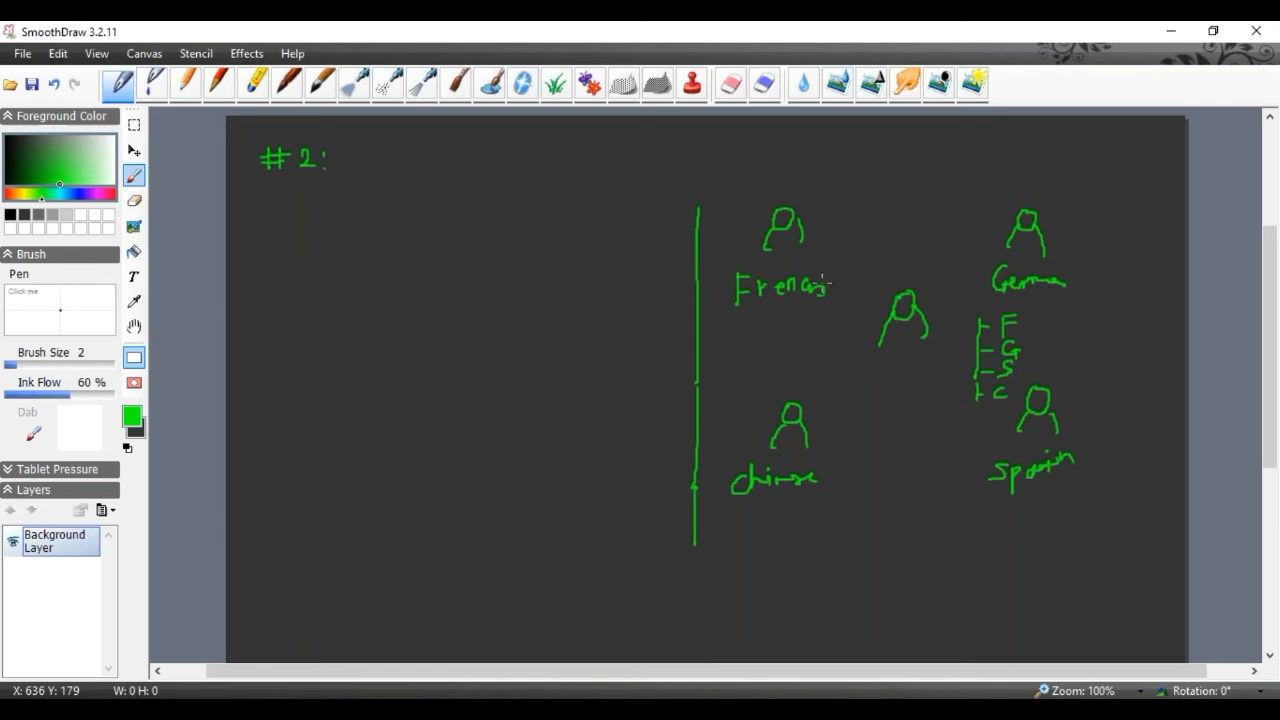 SmoothDraw 3.2.11
File Edit View Canvas Stencil Effects Help
Foreground Color
Brush
Pen
Click me
Brush Size 2
Ink Flow 60 %
Dab
Tablet Pressure
Layers
Background Layer
# 2:
German
F
G
S
C
Chinese
Spanish
X: 636 Y: 179 W: 0 H: 0 Zoom: 100% Rotation: 0°